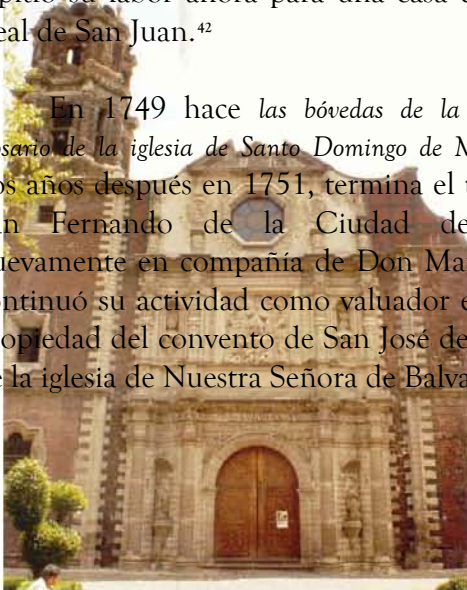 pitió su labor ahora para una casa
eal de San Juan.⁴²
En 1749 hace las bóvedas de la
osario de la iglesia de Santo Domingo de M
os años después en 1751, termina el t
n Fernando de la Ciudad de
uevamente en compañía de Don Ma
ontinuó su actividad como valuador e
opiedad del convento de San José de
e la iglesia de Nuestra Señora de Balva